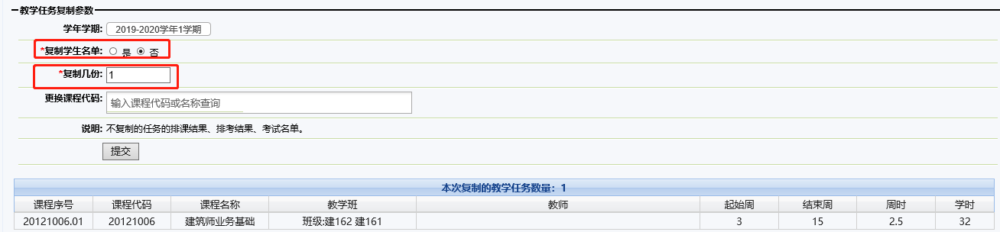 教学任务复制参数
学年学期: 2019-2020学年1学期
*复制学生名单: 是 否
*复制几份: 1
更换课程代码: 输入课程代码或名称查询
说明: 不复制的任务的排课结果、排考结果、考试名单。
提交
本次复制的教学任务数量：1
课程序号 课程代码 课程名称 教学班 教师 起始周 结束周 周时 学时
20121006.01 20121006 建筑师业务基础 班级:建162 建161 3 15 2.5 32